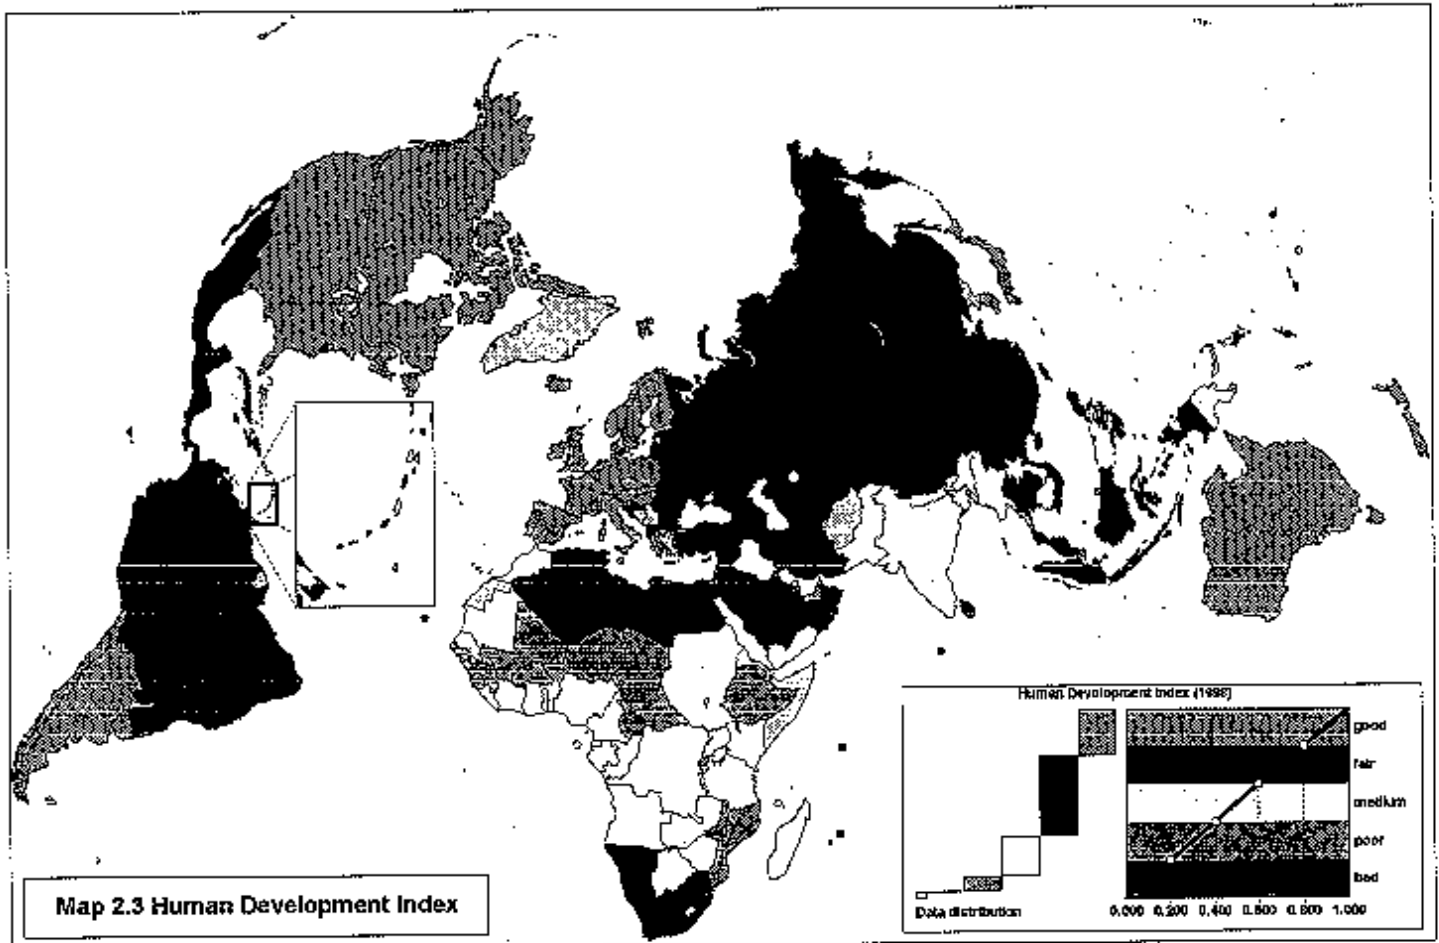 Human Development Index (1998)
good
fair
medium
poor
bad
Data distribution
0.000 0.200 0.400 0.600 0.800 1.000
Map 2.3 Human Development Index